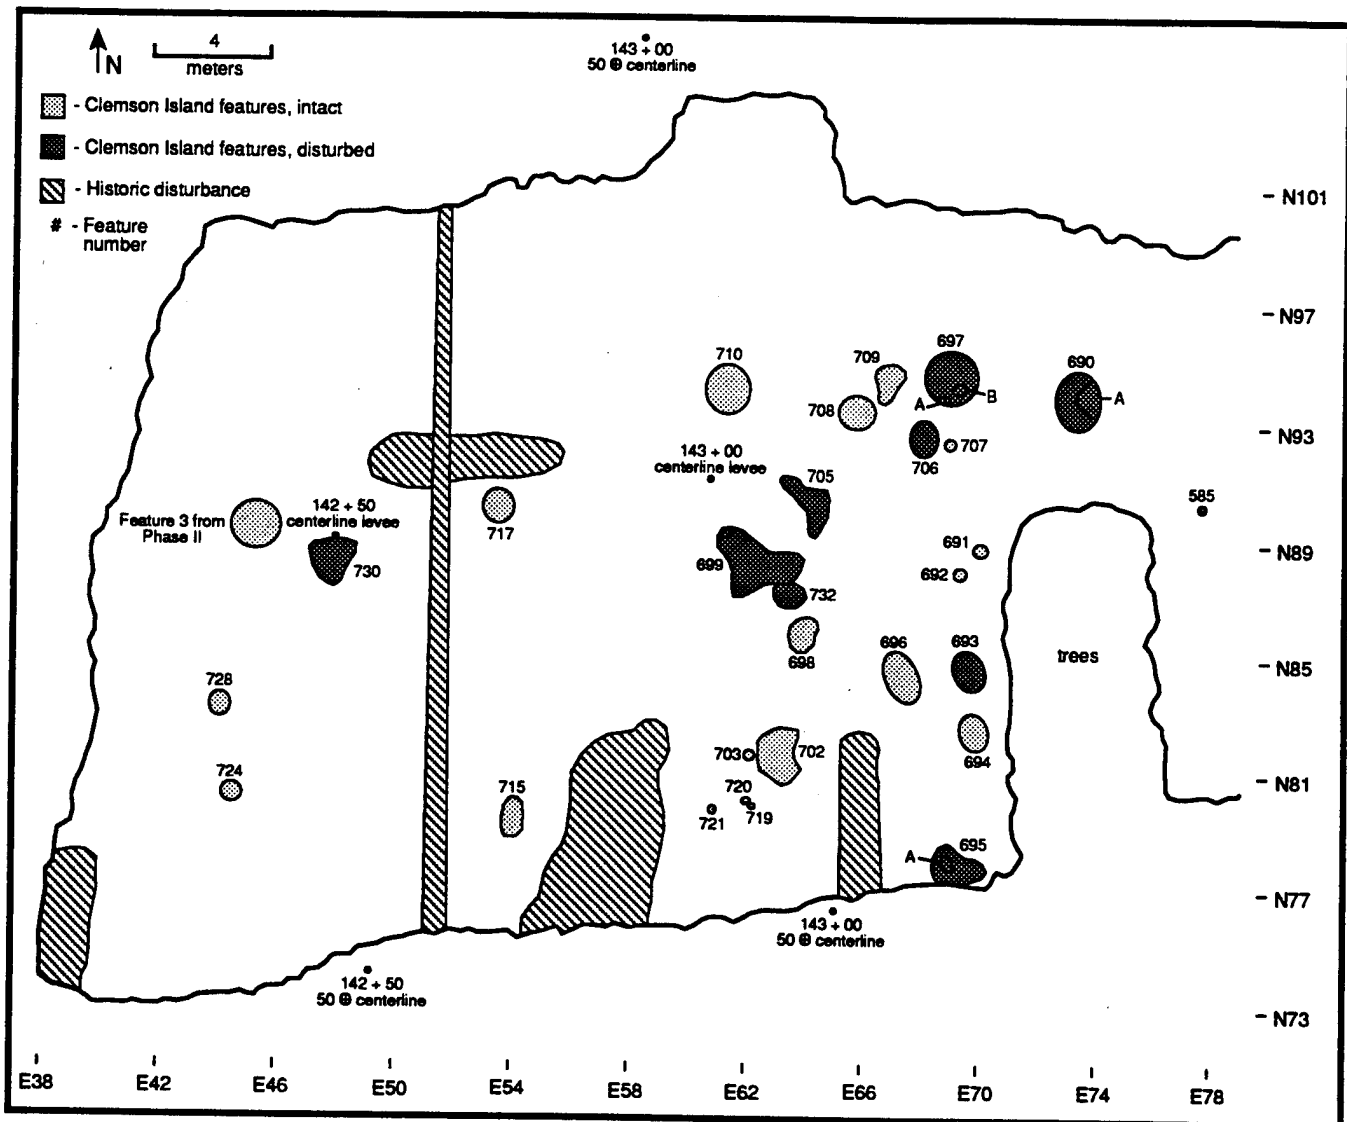 4
meters
N
143 + 00
50 ⊕ centerline
- Clemson Island features, intact
- Clemson Island features, disturbed
- Historic disturbance
# - Feature
number
- N101
- N97
- N93
- N89
- N85
- N81
- N77
- N73
710
709
697
690
A
B
A
708
706
707
143 + 00
centerline levee
705
585
Feature 3 from
Phase II
142 + 50
centerline levee
717
730
699
691
692
732
698
696
693
trees
728
703
702
694
724
715
720
721
719
A
695
143 + 00
50 ⊕ centerline
142 + 50
50 ⊕ centerline
E38
E42
E46
E50
E54
E58
E62
E66
E70
E74
E78